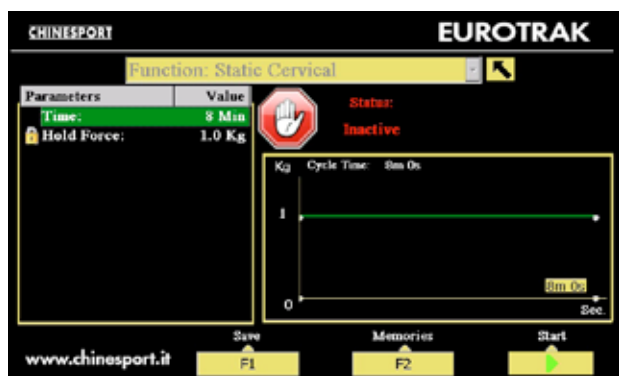 CHINESPORT
EUROTRAK
Function: Static Cervical
Parameters Value
Time: 8 Min
Hold Force: 1.0 Kg
Status:
Inactive
Kg Cycle Time: 8m 0s
1
8m 0s
0
Sec.
Save Memories Start
www.chinesport.it F1 F2